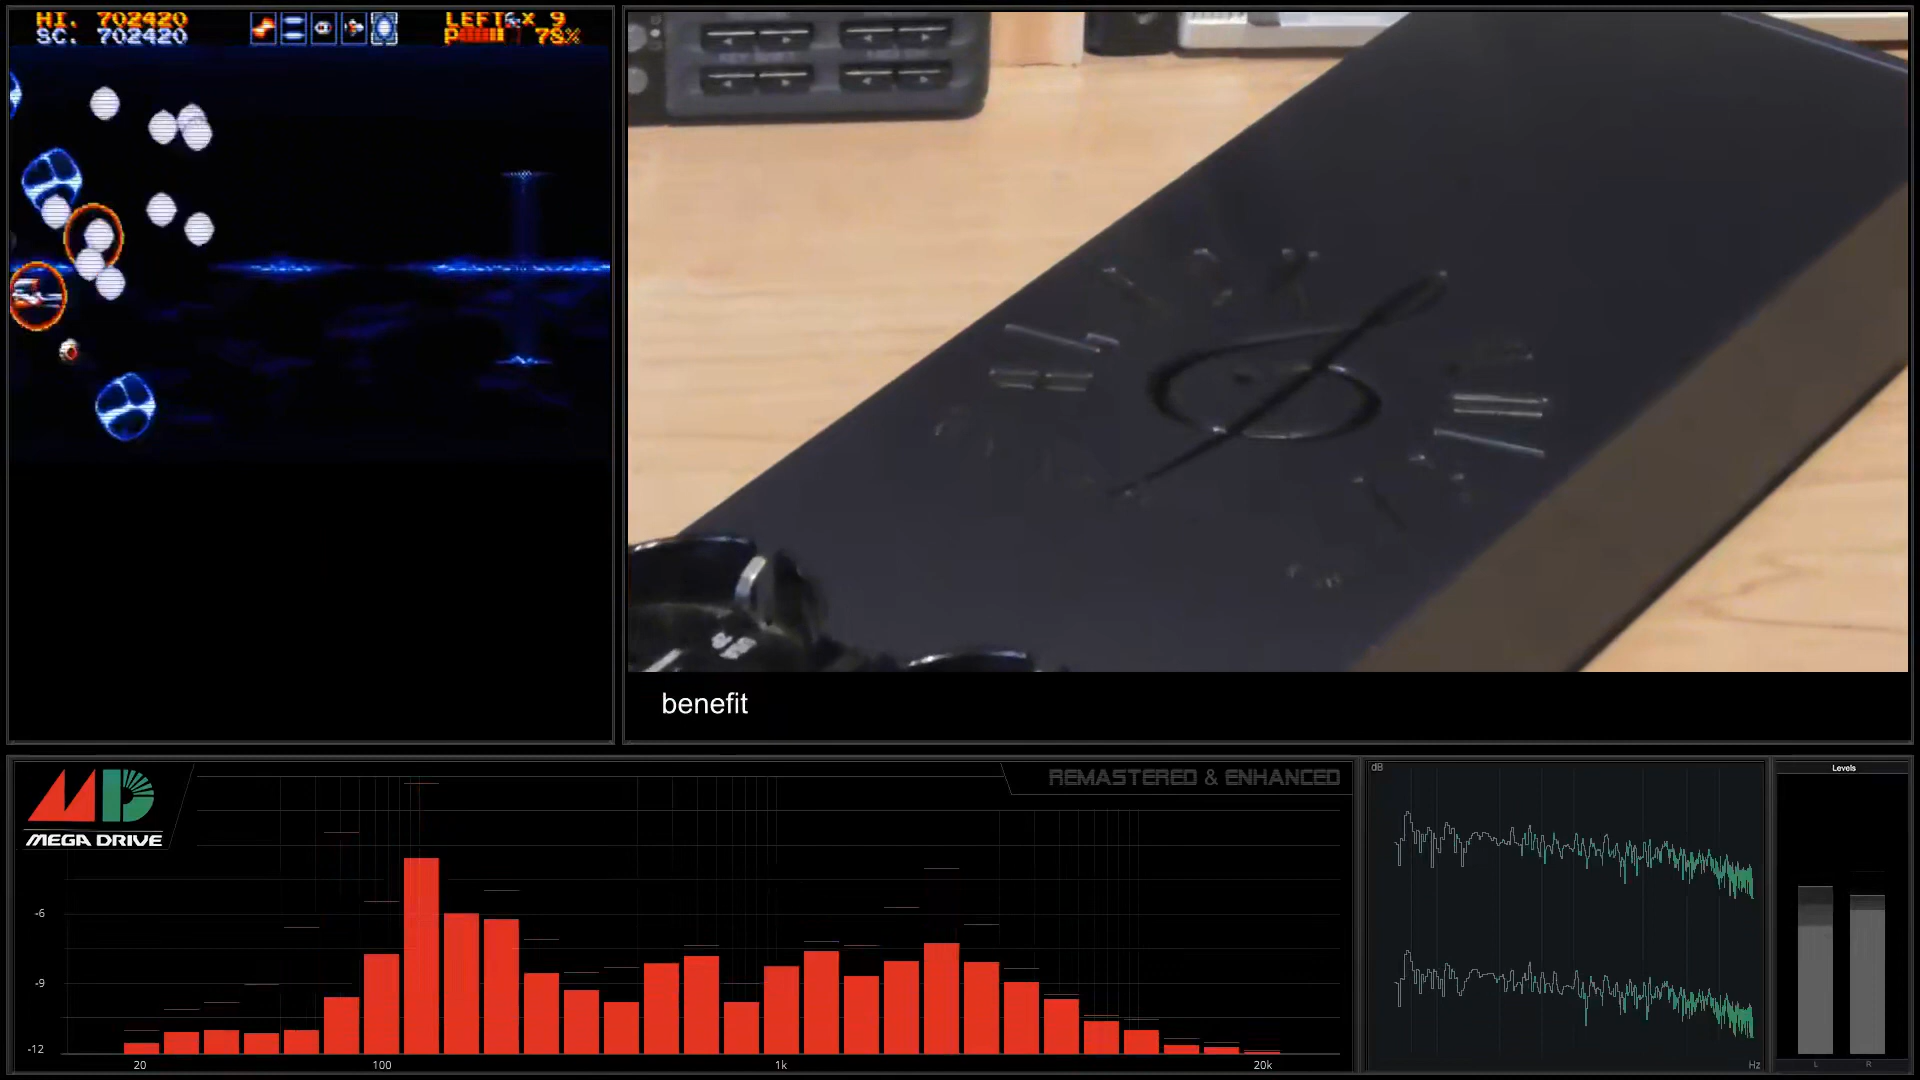 HI. 702420
SC. 702420
LEFT X 9
P 78%
benefit
MEGA DRIVE
REMASTERED & ENHANCED
-6
-9
-12
20
100
1k
20k
dB
Hz
Levels
L
R